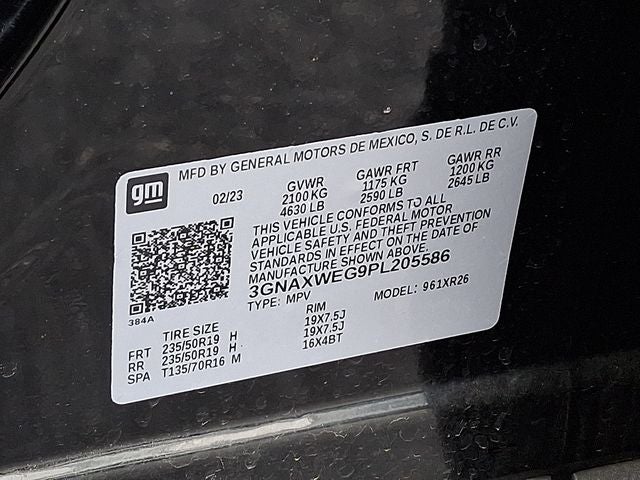 gm
MFD BY GENERAL MOTORS DE MEXICO, S. DE R.L. DE C.V.
02/23
GVWR
2100 KG
4630 LB
GAWR FRT
1175 KG
2590 LB
GAWR RR
1200 KG
2645 LB
THIS VEHICLE CONFORMS TO ALL
APPLICABLE U.S. FEDERAL MOTOR
VEHICLE SAFETY AND THEFT PREVENTION
STANDARDS IN EFFECT ON THE DATE OF
MANUFACTURE SHOWN ABOVE.
3GNAXWEG9PL205586
TYPE: MPV MODEL: 961XR26
384A
TIRE SIZE RIM
FRT 235/50R19 H 19X7.5J
RR 235/50R19 H 19X7.5J
SPA T135/70R16 M 16X4BT